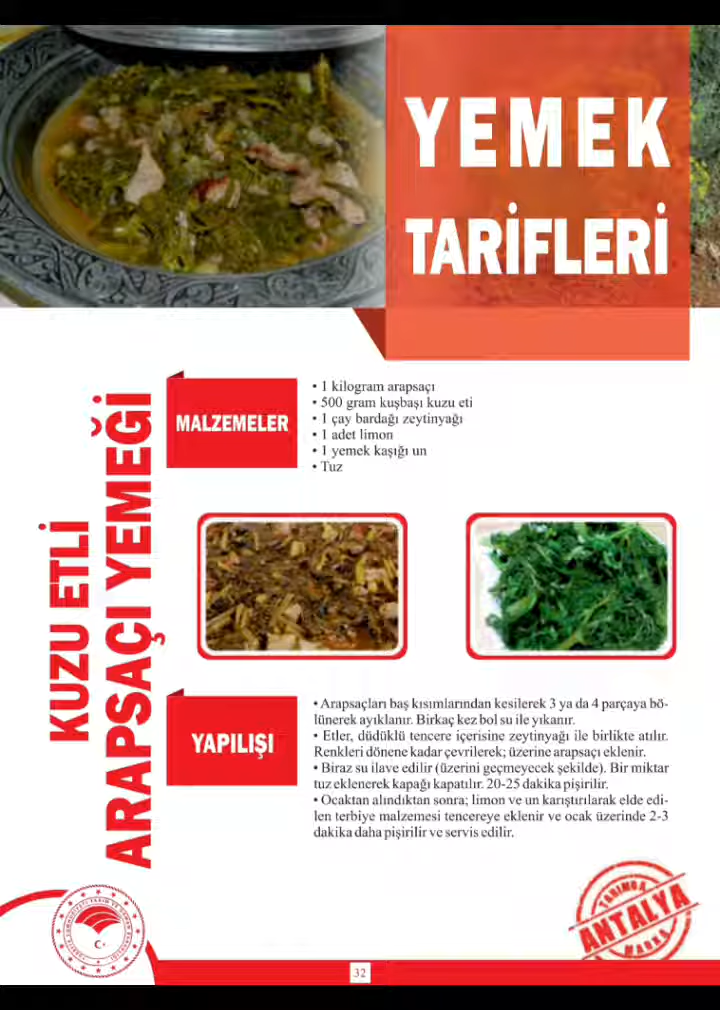 YEMEK
TARİFLERİ
KUZU ETLİ
ARAPSAÇI YEMEĞİ
MALZEMELER
• 1 kilogram arapsaçı
• 500 gram kuşbaşı kuzu eti
• 1 çay bardağı zeytinyağı
• 1 adet limon
• 1 yemek kaşığı un
• Tuz
YAPILIŞI
• Arapsaçları baş kısımlarından kesilerek 3 ya da 4 parçaya bö-
lünerek ayıklanır. Birkaç kez bol su ile yıkanır.
• Etler, düdüklü tencere içerisine zeytinyağı ile birlikte atılır.
Renkleri dönene kadar çevrilerek; üzerine arapsaçı eklenir.
• Biraz su ilave edilir (üzerini geçmeyecek şekilde). Bir miktar
tuz eklenerek kapağı kapatılır. 20-25 dakika pişirilir.
• Ocaktan alındıktan sonra; limon ve un karıştırılarak elde edi-
len terbiye malzemesi tencereye eklenir ve ocak üzerinde 2-3
dakika daha pişirilir ve servis edilir.
TARIMDA
ANTALYA
MARKA
32